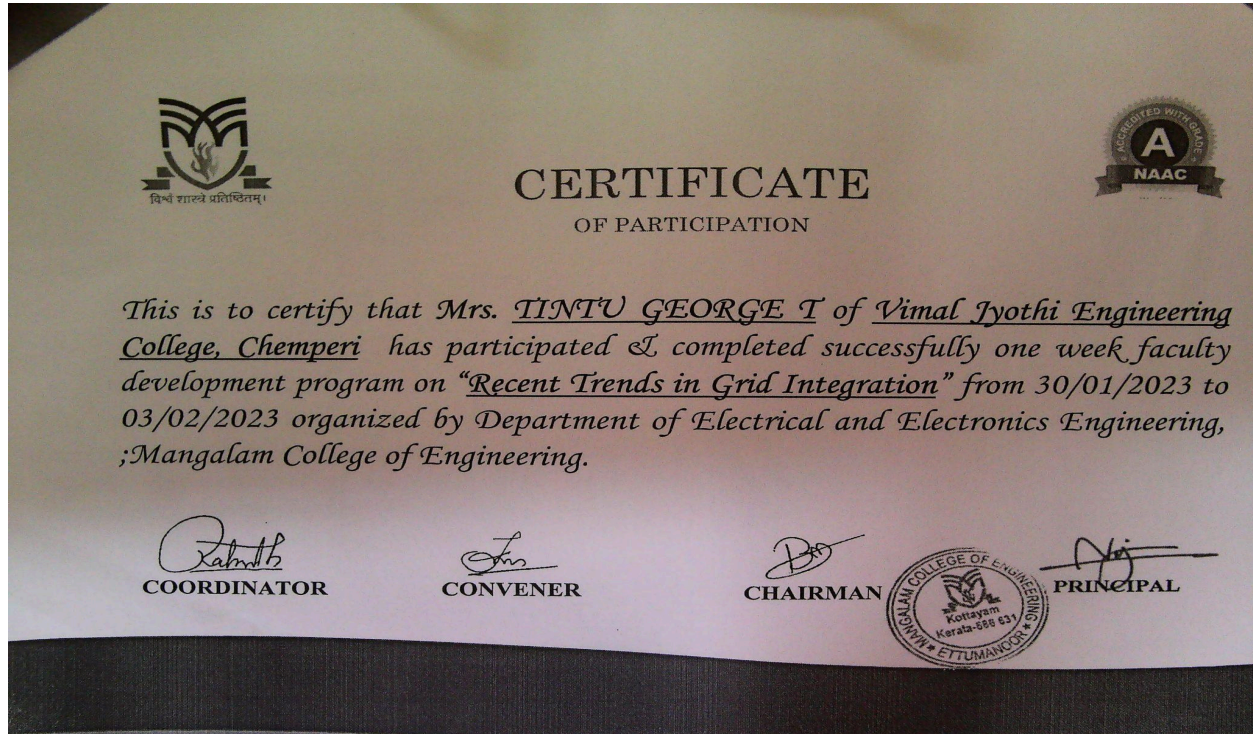 विश्वं शास्त्रे प्रतिष्ठितम्।
ACCREDITED WITH GRADE
A
NAAC
CERTIFICATE
OF PARTICIPATION
This is to certify that Mrs. TINTU GEORGE T of Vimal Jyothi Engineering
College, Chemperi has participated & completed successfully one week faculty
development program on “Recent Trends in Grid Integration” from 30/01/2023 to
03/02/2023 organized by Department of Electrical and Electronics Engineering,
;Mangalam College of Engineering.
COORDINATOR
CONVENER
CHAIRMAN
PRINCIPAL
MANGALAM COLLEGE OF ENGINEERING
Kottayam
Kerala-686 631
★ ETTUMANOOR ★